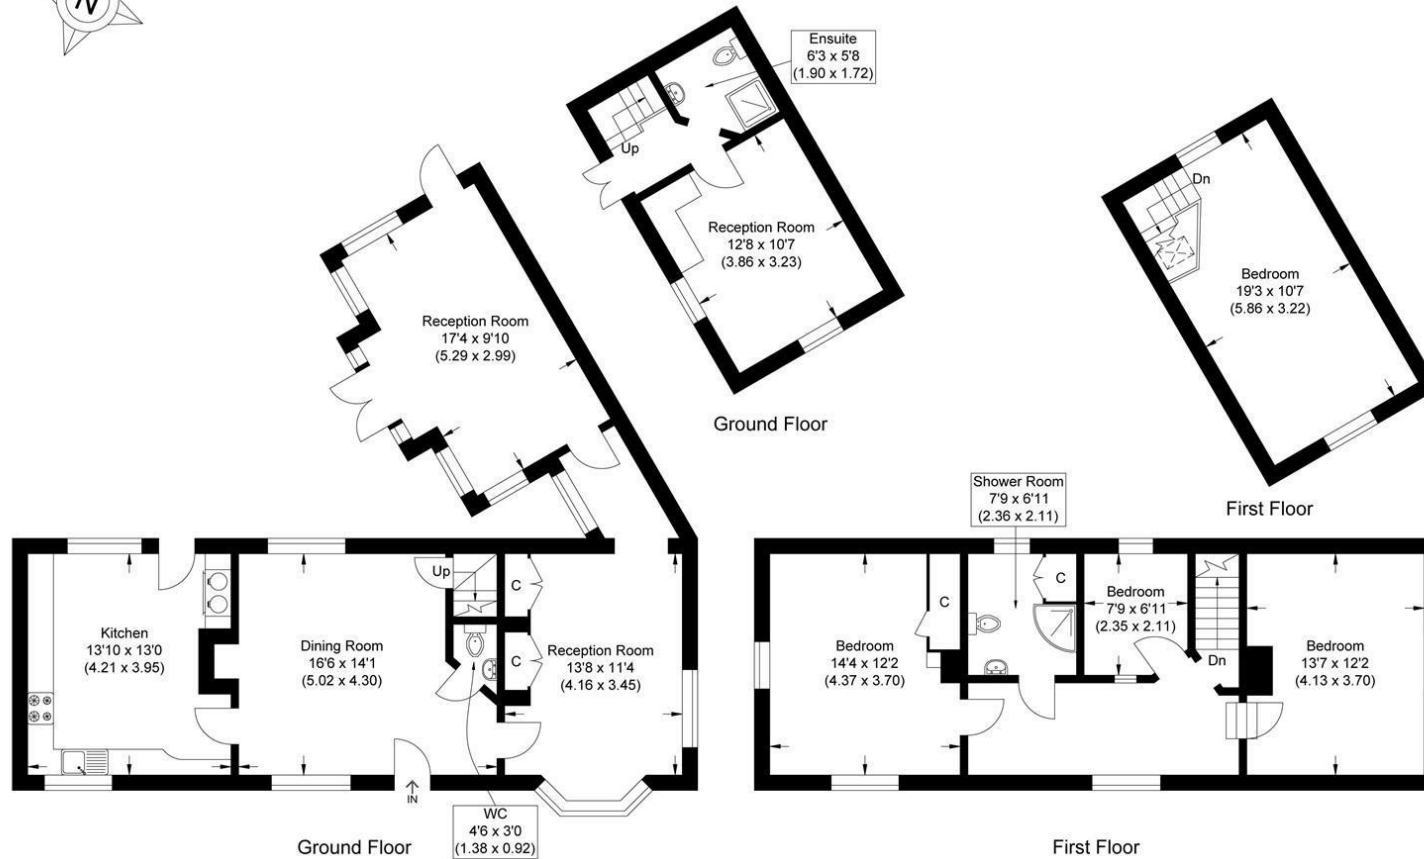 N
Ensuite
6'3 x 5'8
(1.90 x 1.72)
Up
Reception Room
12'8 x 10'7
(3.86 x 3.23)
Ground Floor
Dn
Bedroom
19'3 x 10'7
(5.86 x 3.22)
First Floor
Reception Room
17'4 x 9'10
(5.29 x 2.99)
Kitchen
13'10 x 13'0
(4.21 x 3.95)
Dining Room
16'6 x 14'1
(5.02 x 4.30)
Up
C
C
Reception Room
13'8 x 11'4
(4.16 x 3.45)
IN
WC
4'6 x 3'0
(1.38 x 0.92)
Ground Floor
Shower Room
7'9 x 6'11
(2.36 x 2.11)
Bedroom
14'4 x 12'2
(4.37 x 3.70)
C
C
Bedroom
7'9 x 6'11
(2.35 x 2.11)
Dn
Bedroom
13'7 x 12'2
(4.13 x 3.70)
First Floor